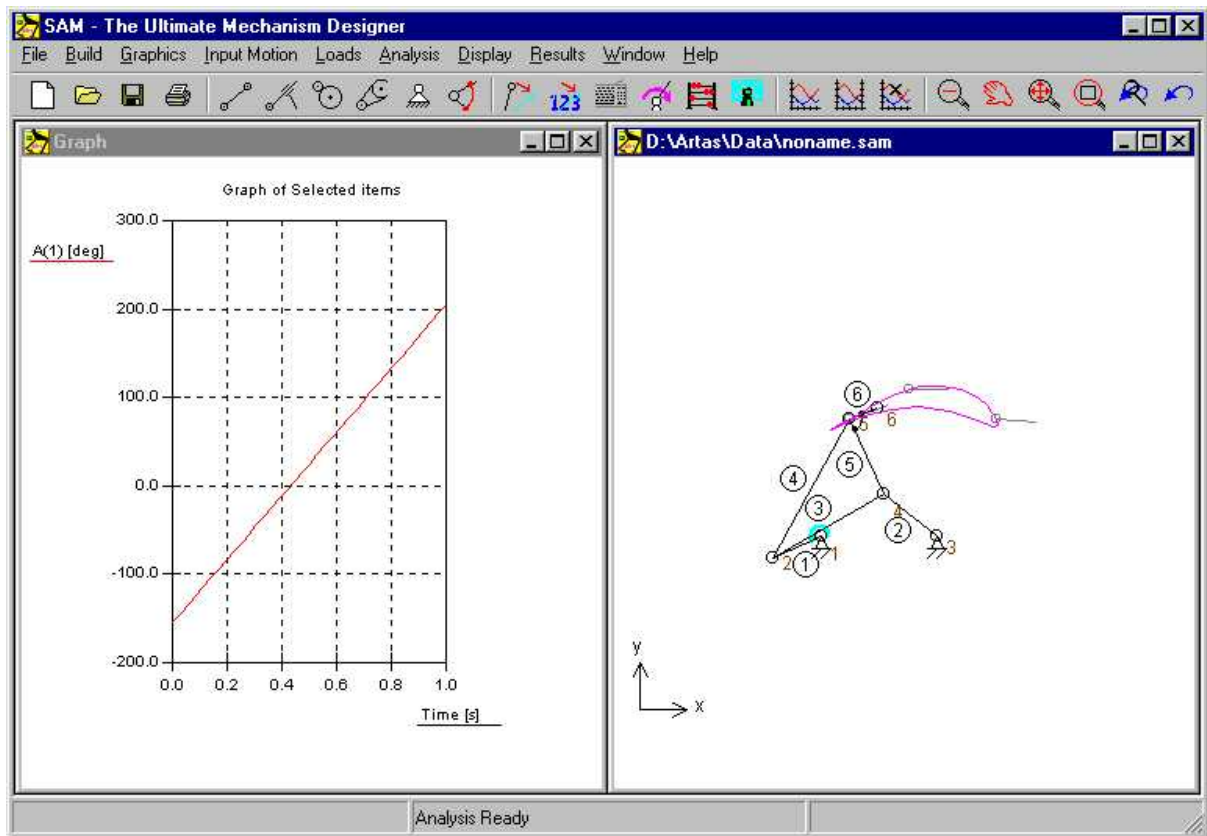 SAM - The Ultimate Mechanism Designer
File Build Graphics Input Motion Loads Analysis Display Results Window Help
123
Graph
D:\Artas\Data\noname.sam
Graph of Selected items
A(1) [deg]
300.0
200.0
100.0
0.0
-100.0
-200.0
0.0 0.2 0.4 0.6 0.8 1.0
Time [s]
6
5 6
4 5
3
4
2
2 1 1 3
y
x
Analysis Ready